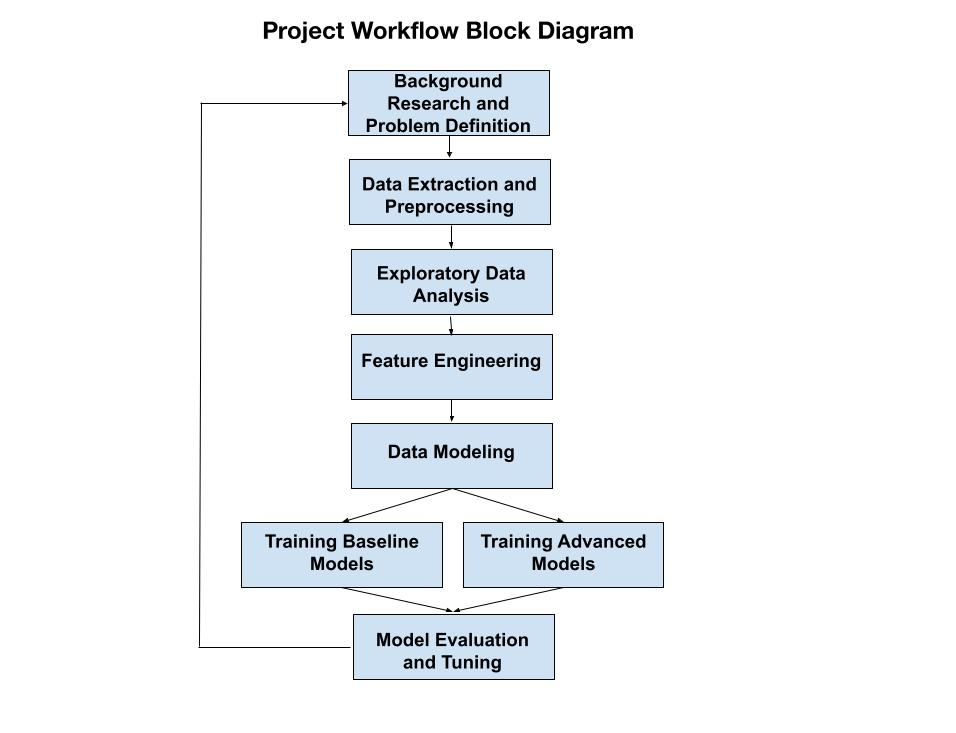 Project Workflow Block Diagram
Background
Research and
Problem Definition
Data Extraction and
Preprocessing
Exploratory Data
Analysis
Feature Engineering
Data Modeling
Training Baseline
Models
Training Advanced
Models
Model Evaluation
and Tuning